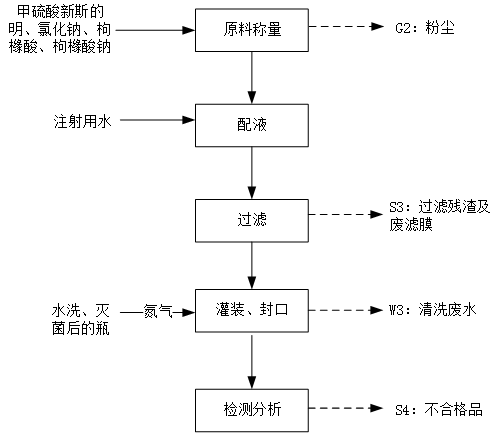 甲硫酸新斯的
明、氯化钠、枸
橼酸、枸橼酸钠
原料称量
G2：粉尘
注射用水
配液
过滤
S3：过滤残渣及
废滤膜
水洗、灭
菌后的瓶
氮气
灌装、封口
W3：清洗废水
检测分析
S4：不合格品